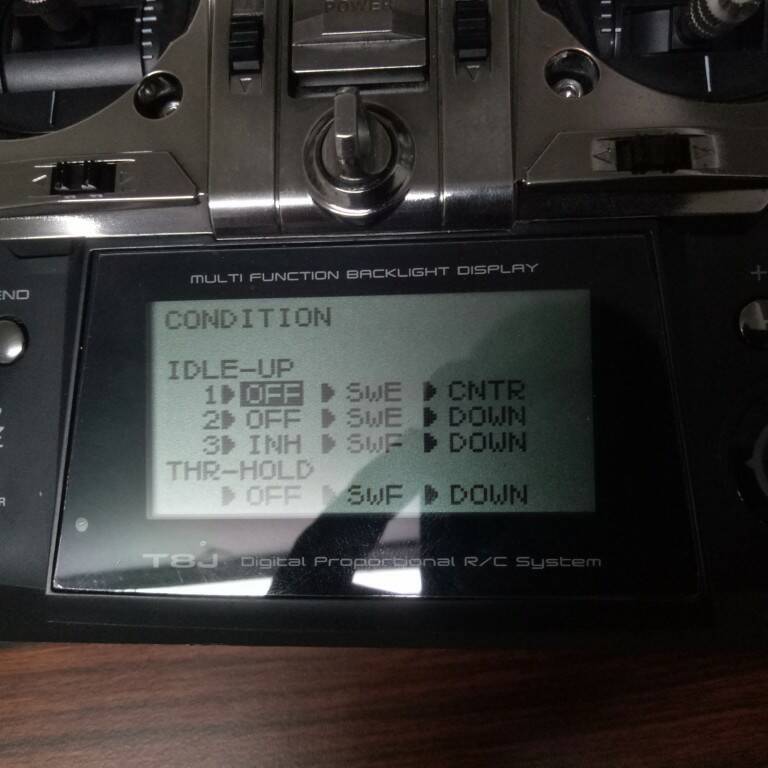 POWER
END
+
MULTI FUNCTION BACKLIGHT DISPLAY
CONDITION
IDLE-UP
1▶ OFF ▶ SWE ▶ CNTR
2▶ OFF ▶ SWE ▶ DOWN
3▶ INH ▶ SWF ▶ DOWN
THR-HOLD
▶ OFF ▶ SWF ▶ DOWN
T8J Digital Proportional R/C System